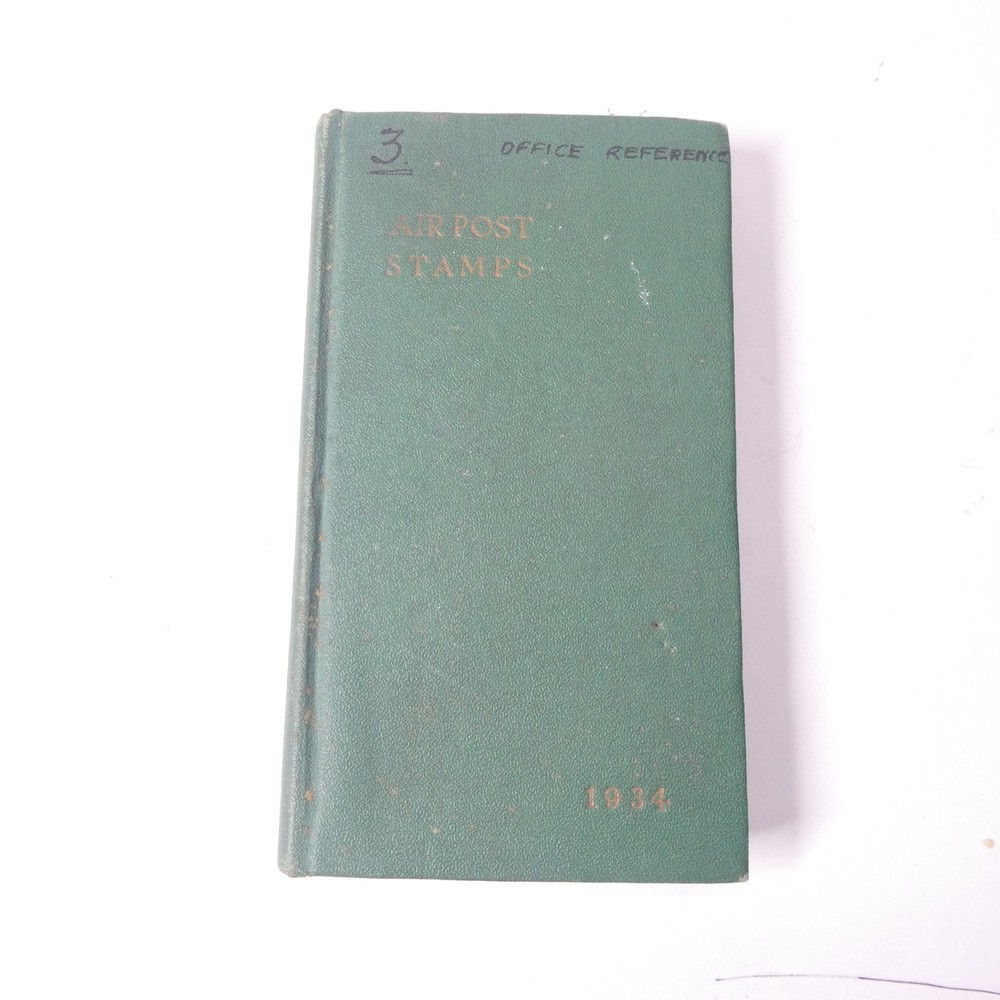 3. OFFICE REFERENCE
AIR POST
STAMPS
1934